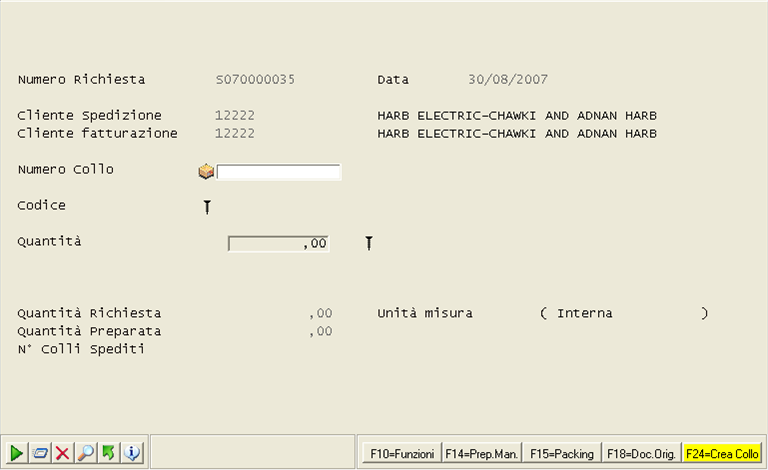 Numero Richiesta S070000035 Data 30/08/2007
Cliente Spedizione 12222 HARB ELECTRIC-CHAWKI AND ADNAN HARB
Cliente fatturazione 12222 HARB ELECTRIC-CHAWKI AND ADNAN HARB
Numero Collo
Codice
Quantità ,00
Quantità Richiesta ,00 Unità misura ( Interna )
Quantità Preparata ,00
N° Colli Spediti
F10=Funzioni F14=Prep.Man. F15=Packing F18=Doc.Orig. F24=Crea Collo